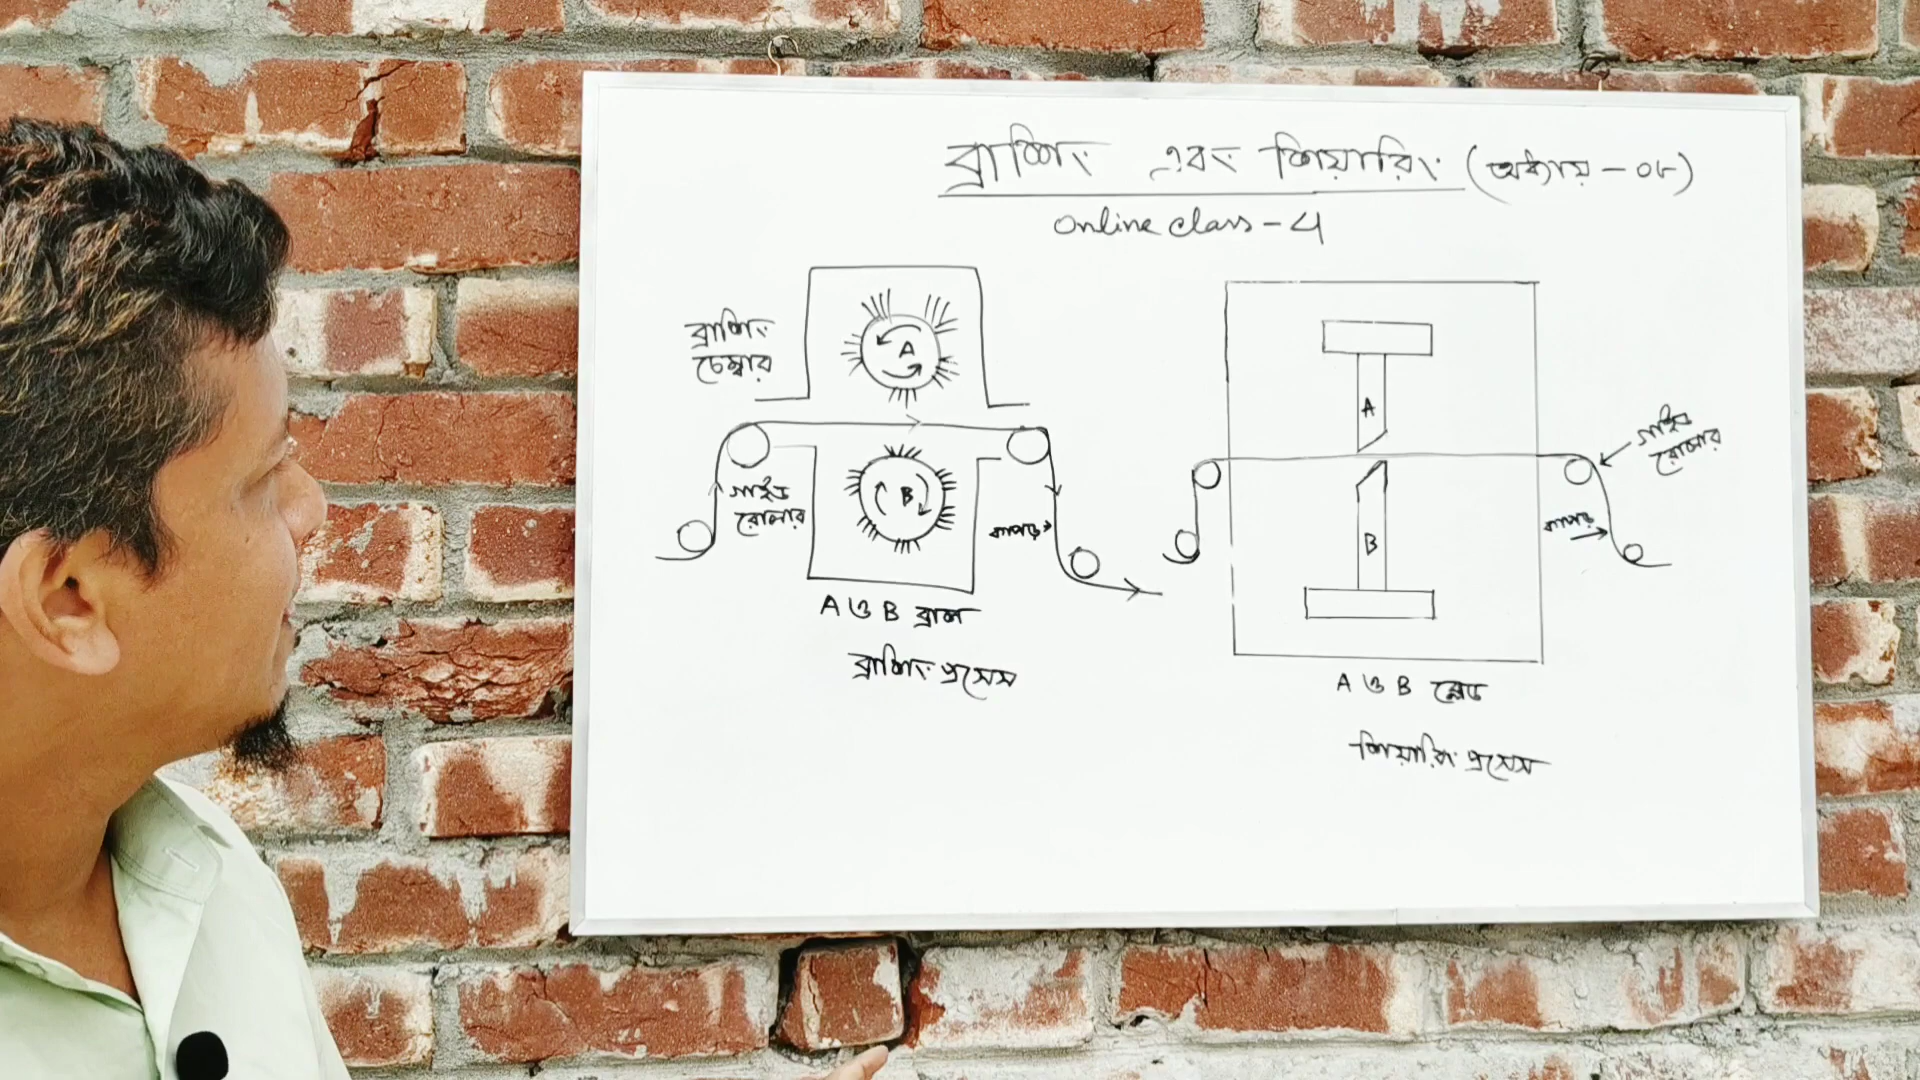 ব্রাশিং এবং শিয়ারিং (অধ্যায় - ০৮)
Online class - 4
ব্রাশিং
চেম্বার
A
B
গাইড
রোলার
কাপড়
A ও B ব্রাশ
ব্রাশিং প্রসেস
A
B
গাইড
রোলার
কাপড়
A ও B ব্লেড
শিয়ারিং প্রসেস